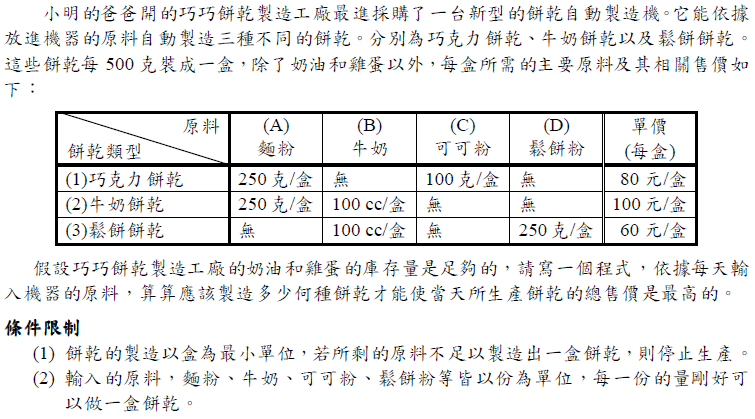 小明的爸爸開的巧巧餅乾製造工廠最進採購了一台新型的餅乾自動製造機。它能依據
放進機器的原料自動製造三種不同的餅乾。分別為巧克力餅乾、牛奶餅乾以及鬆餅餅乾。
這些餅乾每 500 克裝成一盒，除了奶油和雞蛋以外，每盒所需的主要原料及其相關售價如
下：
原料 (A) (B) (C) (D) 單價
餅乾類型 麵粉 牛奶 可可粉 鬆餅粉 (每盒)
(1)巧克力餅乾 250 克/盒 無 100 克/盒 無 80 元/盒
(2)牛奶餅乾 250 克/盒 100 cc/盒 無 無 100 元/盒
(3)鬆餅餅乾 無 100 cc/盒 無 250 克/盒 60 元/盒
假設巧巧餅乾製造工廠的奶油和雞蛋的庫存量是足夠的，請寫一個程式，依據每天輸
入機器的原料，算算應該製造多少何種餅乾才能使當天所生產餅乾的總售價是最高的。
條件限制
(1) 餅乾的製造以盒為最小單位，若所剩的原料不足以製造出一盒餅乾，則停止生產。
(2) 輸入的原料，麵粉、牛奶、可可粉、鬆餅粉等皆以份為單位，每一份的量剛好可
以做一盒餅乾。